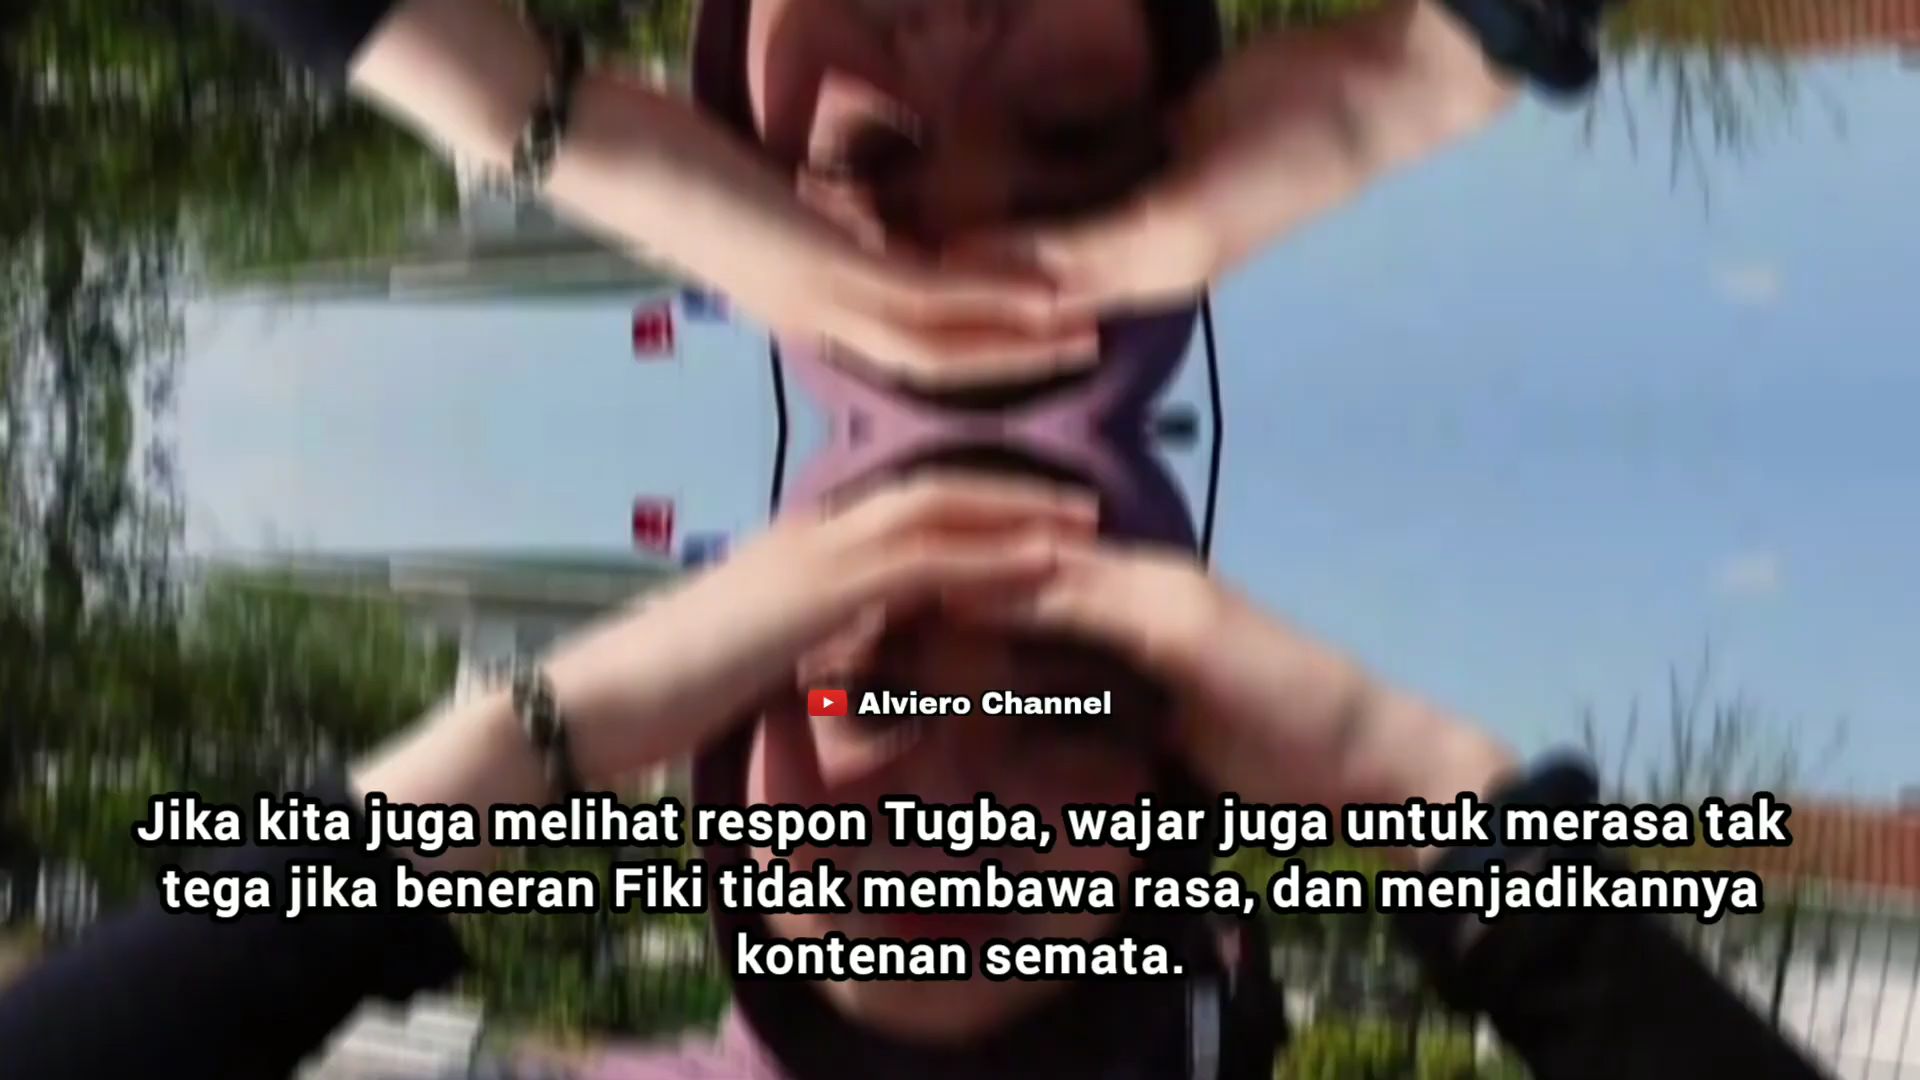 Alviero Channel
Jika kita juga melihat respon Tugba, wajar juga untuk merasa tak
tega jika beneran Fiki tidak membawa rasa, dan menjadikannya
kontenan semata.